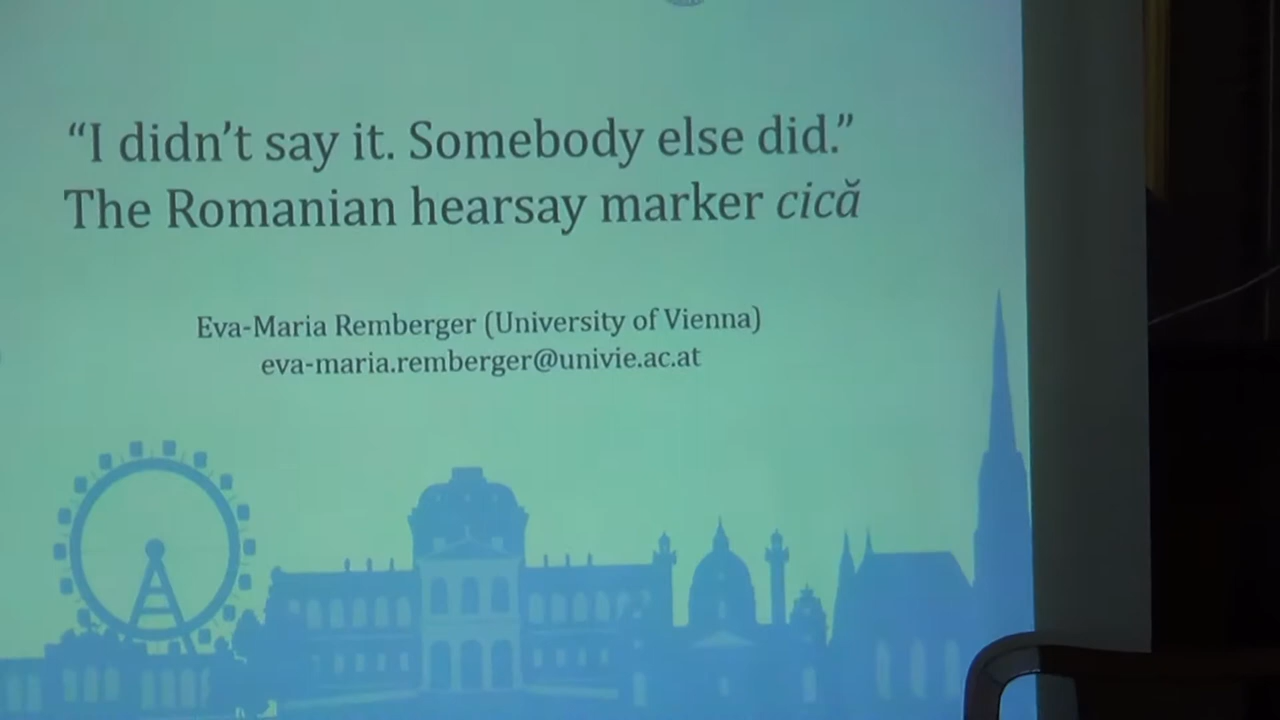 “I didn’t say it. Somebody else did.”
The Romanian hearsay marker cică
Eva-Maria Remberger (University of Vienna)
eva-maria.remberger@univie.ac.at